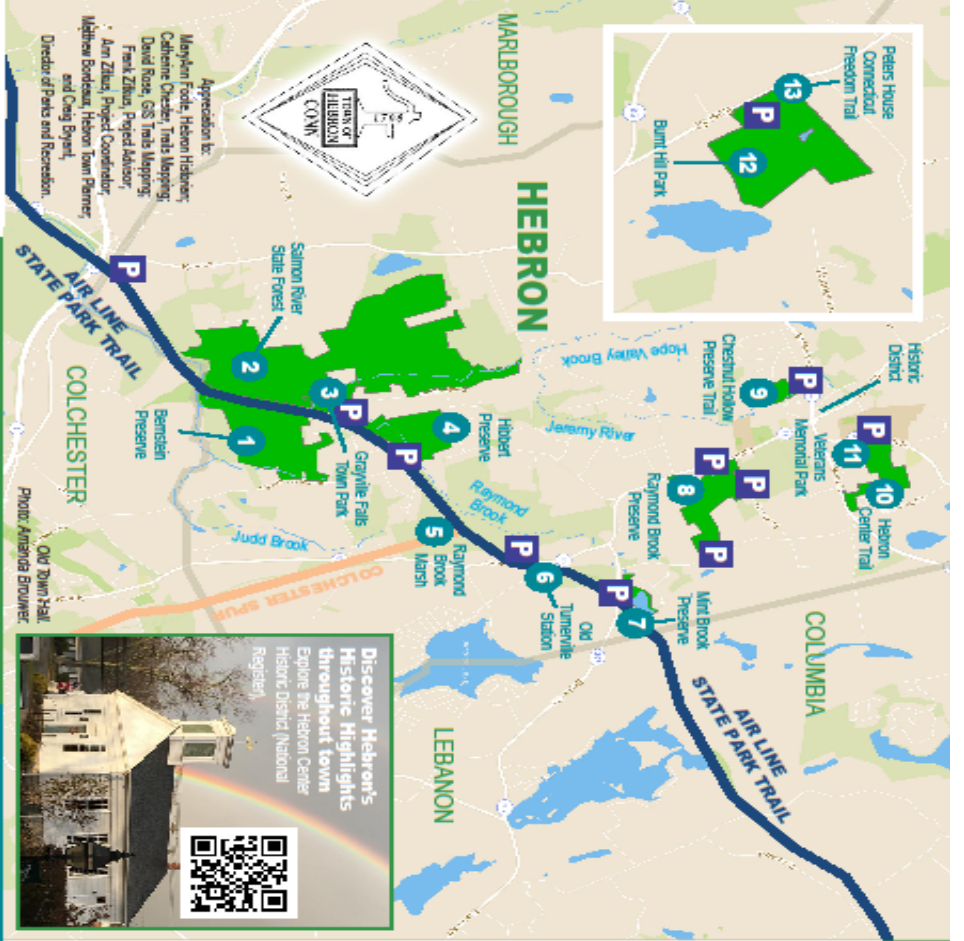 Peters House
Connecticut
Freedom Trail
13
P
12
Burnt Hill Park
MARLBOROUGH
HEBRON
TOWN OF
HEBRON
CONN
Appreciation to:
MaryAnn Foote, Hebron Historian;
Catherine Chester, Trails Mapping;
David Rose, GIS Trails Mapping;
Frank Zitkus, Project Advisor;
Ann Zitkus, Project Coordinator;
Matthew Bordeaux, Hebron Town Planner;
and Craig Bryant,
Director of Parks and Recreation.
Historic
District
Chestnut Hollow
Preserve Trail
9
P
Veterans
Memorial Park
P
11
10
Hebron
Center Trail
P
P
8
P
Raymond Brook
Preserve
Hope Valley Brook
Jeremy River
COLUMBIA
Salmon River
State Forest
2
3
P
4
Hibbert
Preserve
P
Grayville Falls
Town Park
1
Bernstein
Preserve
Raymond
Brook
5
Raymond
Brook
Marsh
P
6
Old
Turnerville
Station
P
7
Mint Brook
Preserve
P
AIR LINE
STATE PARK TRAIL
AIR LINE
STATE PARK TRAIL
COLCHESTER
Judd Brook
COLCHESTER SPUR
LEBANON
Discover Hebron's
Historic Highlights
throughout town
Explore the Hebron Center
Historic District (National
Register).
Old Town Hall.
Photo: Amanda Brouwer.